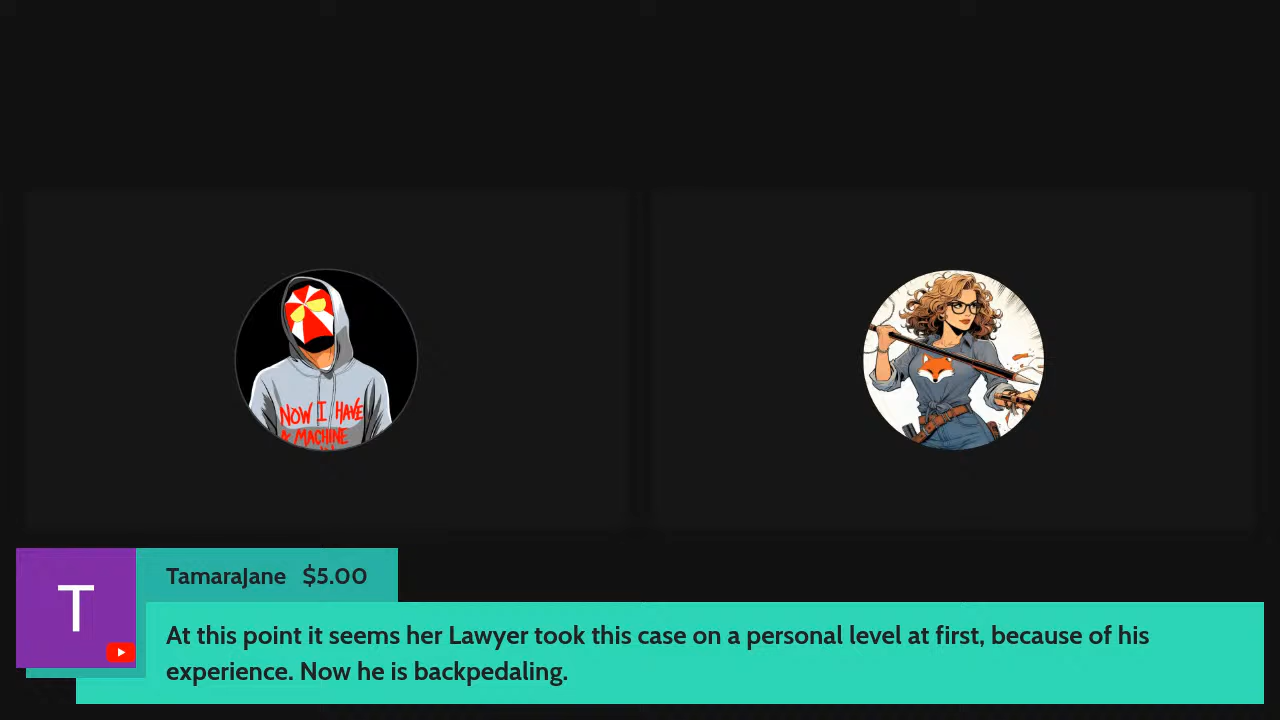 NOW I HAVE
A MACHINE
T
TamaraJane $5.00
At this point it seems her Lawyer took this case on a personal level at first, because of his
experience. Now he is backpedaling.